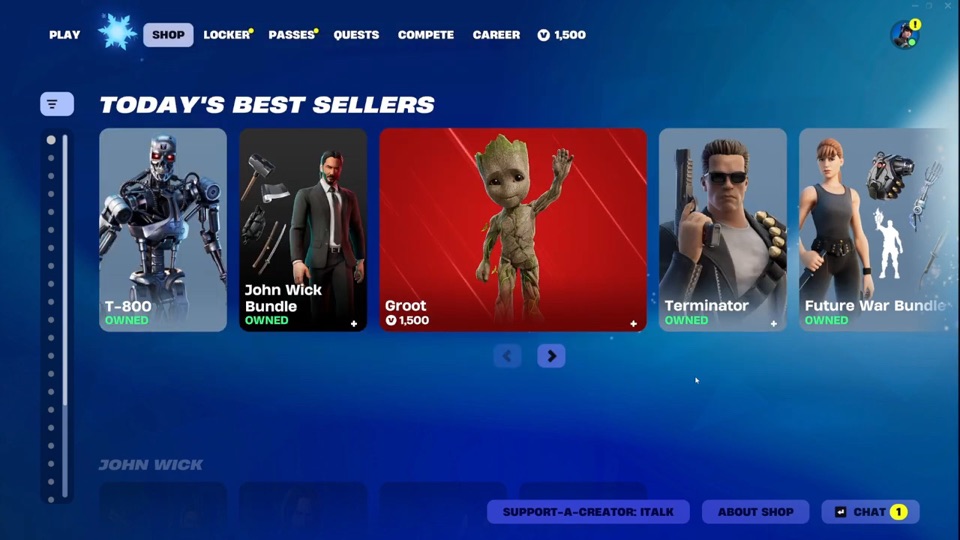 PLAY
SHOP
LOCKER
PASSES
QUESTS
COMPETE
CAREER
1,500
!
TODAY'S BEST SELLERS
T-800
OWNED
John Wick
Bundle
OWNED
Groot
1,500
Terminator
OWNED
Future War Bundle
OWNED
JOHN WICK
SUPPORT-A-CREATOR: ITALK
ABOUT SHOP
CHAT 1